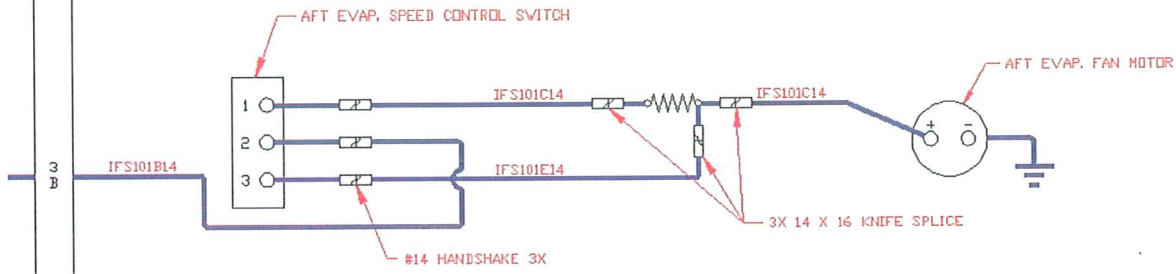 AFT EVAP. SPEED CONTROL SWITCH
AFT EVAP. FAN MOTOR
1
IFS101C14
IFS101C14
+ -
2
3
B
IFS101B14
3
IFS101E14
3X 14 X 16 KNIFE SPLICE
#14 HANDSHAKE 3X